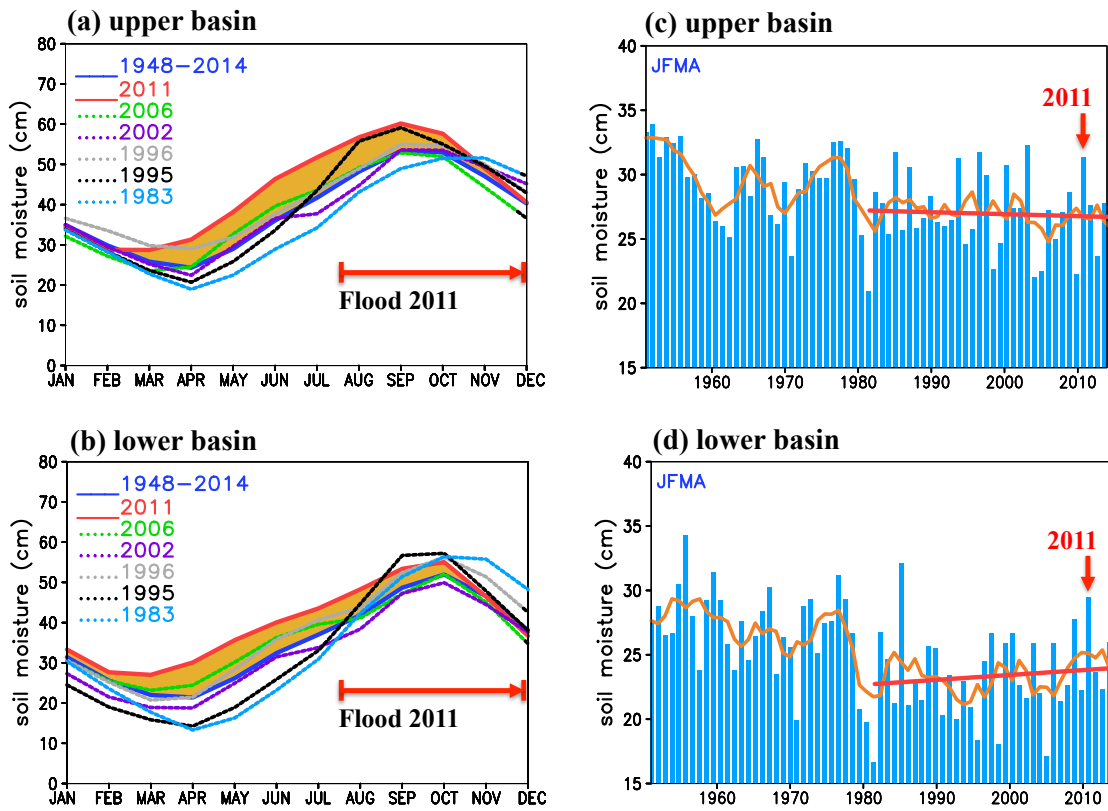 (a) upper basin
soil moisture (cm)
80
70
60
50
40
30
20
10
0
1948-2014
2011
2006
2002
1996
1995
1983
Flood 2011
JAN FEB MAR APR MAY JUN JUL AUG SEP OCT NOV DEC
(c) upper basin
soil moisture (cm)
40
35
30
25
20
15
JFMA
2011
1960 1970 1980 1990 2000 2010
(b) lower basin
soil moisture (cm)
80
70
60
50
40
30
20
10
0
1948-2014
2011
2006
2002
1996
1995
1983
Flood 2011
JAN FEB MAR APR MAY JUN JUL AUG SEP OCT NOV DEC
(d) lower basin
soil moisture (cm)
40
35
30
25
20
15
JFMA
2011
1960 1970 1980 1990 2000 2010